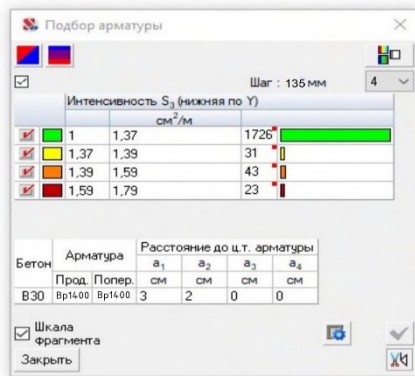 Подбор арматуры
Шаг : 135 мм
4
Интенсивность S3 (нижняя по Y)
см²/м
1 1,37 1726
1,37 1,39 31
1,39 1,59 43
1,59 1,79 23
Бетон Арматура Расстояние до ц.т. арматуры
a1 a2 a3 a4
Прод. Попер. см см см см
B30 Bp1400 Bp1400 3 2 0 0
Шкала
фрагмента
Закрыть